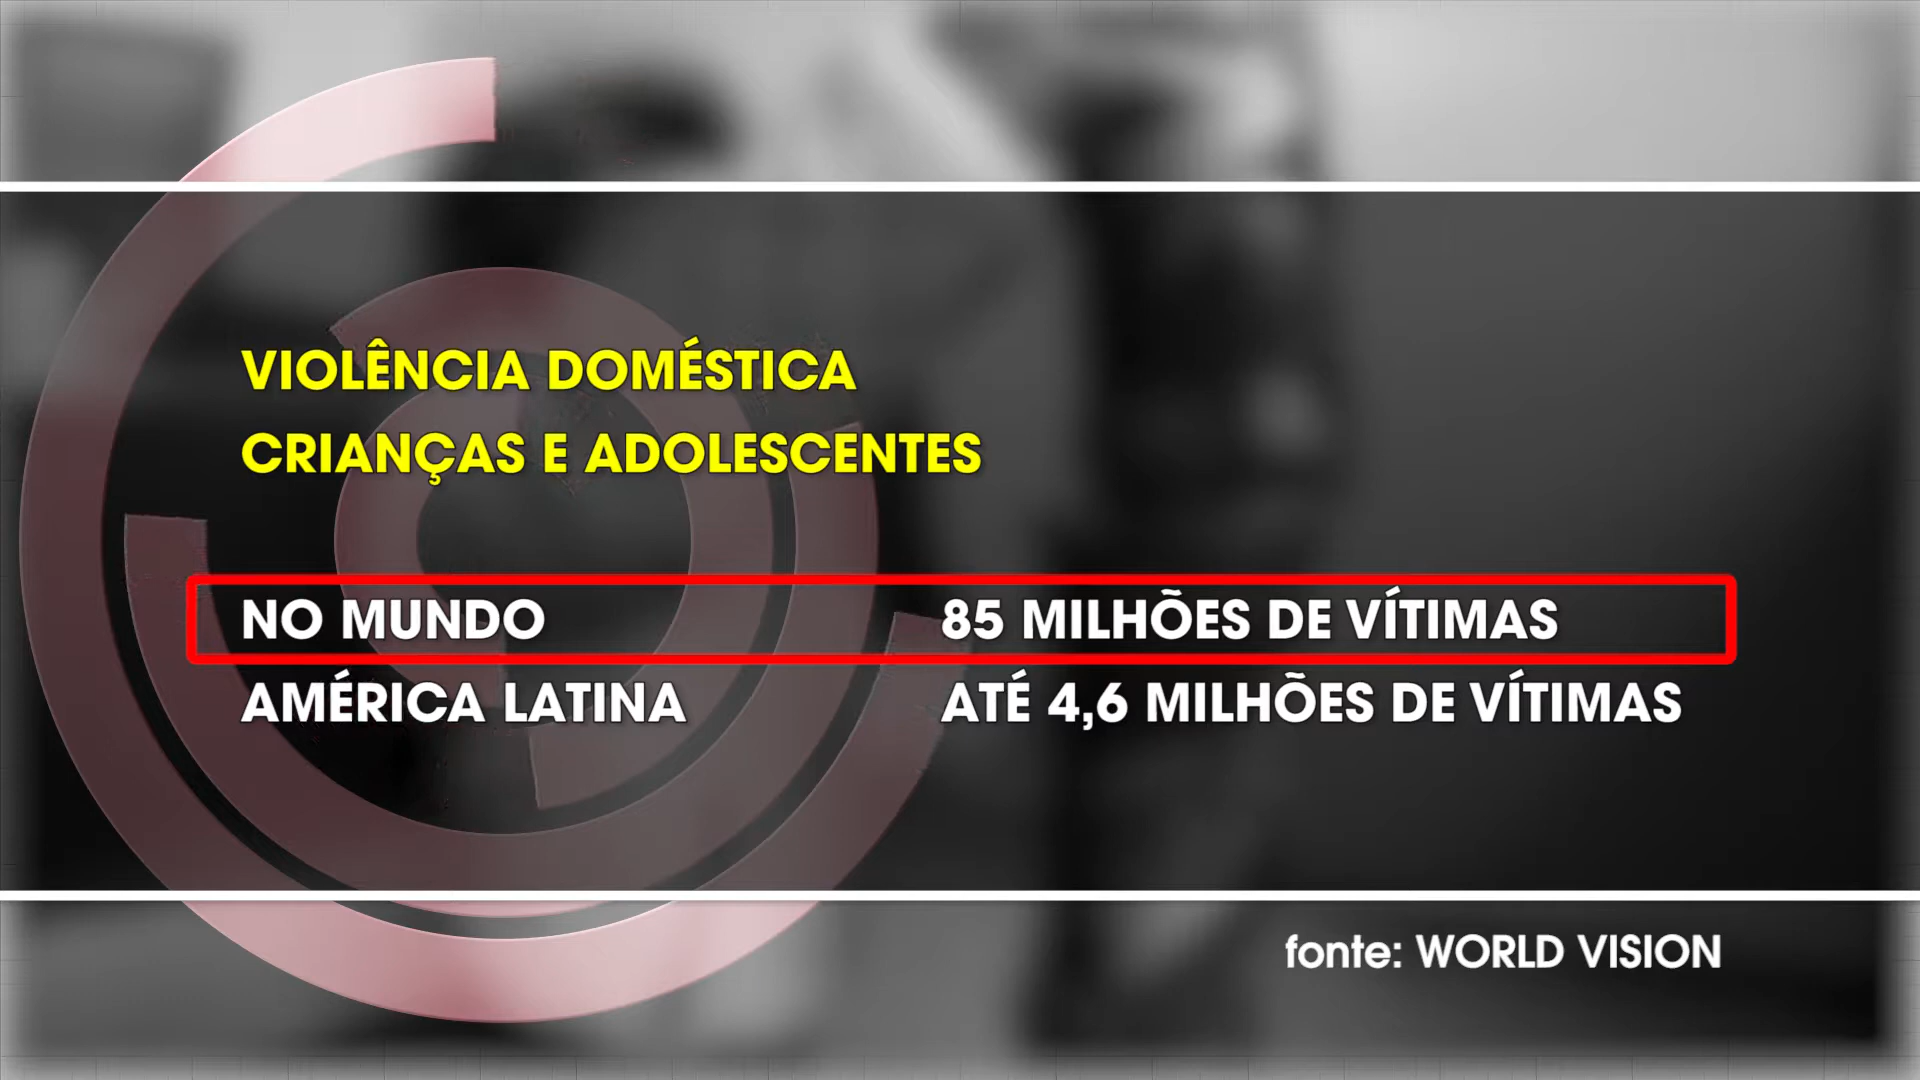 VIOLÊNCIA DOMÉSTICA
CRIANÇAS E ADOLESCENTES
NO MUNDO 85 MILHÕES DE VÍTIMAS
AMÉRICA LATINA ATÉ 4,6 MILHÕES DE VÍTIMAS
fonte: WORLD VISION